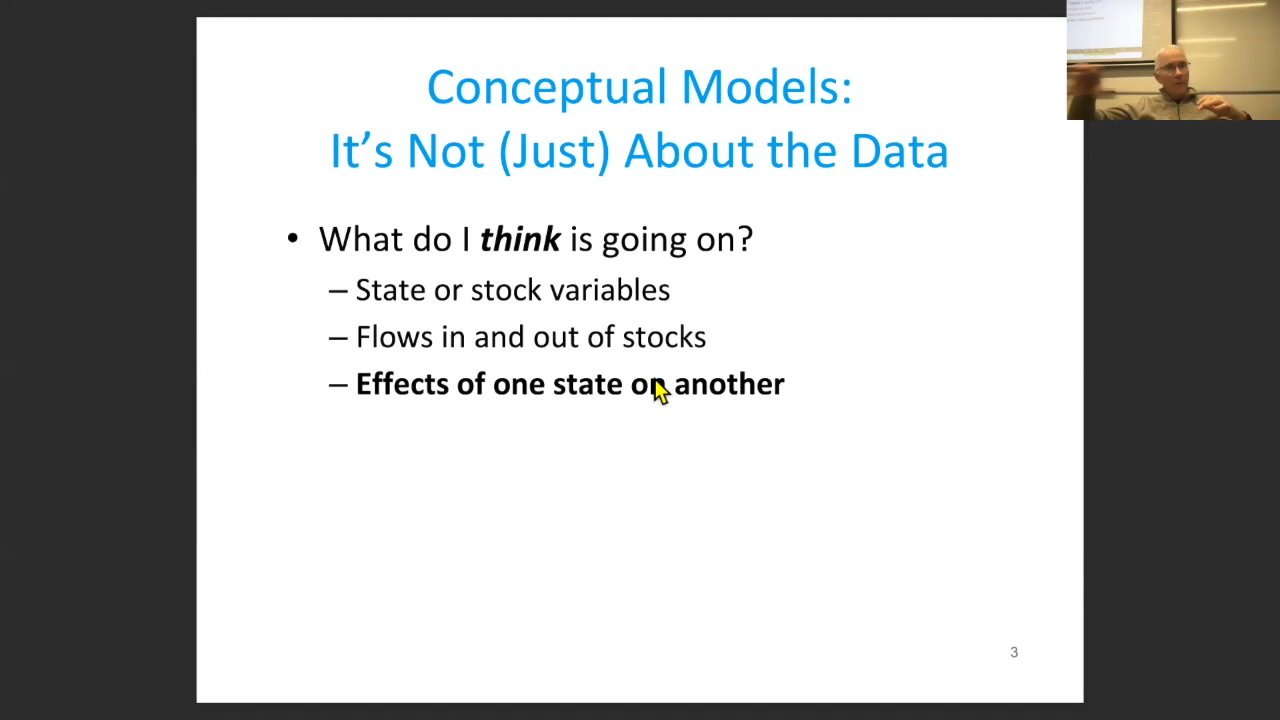 Conceptual Models:
It's Not (Just) About the Data
• What do I think is going on?
– State or stock variables
– Flows in and out of stocks
– Effects of one state on another
3